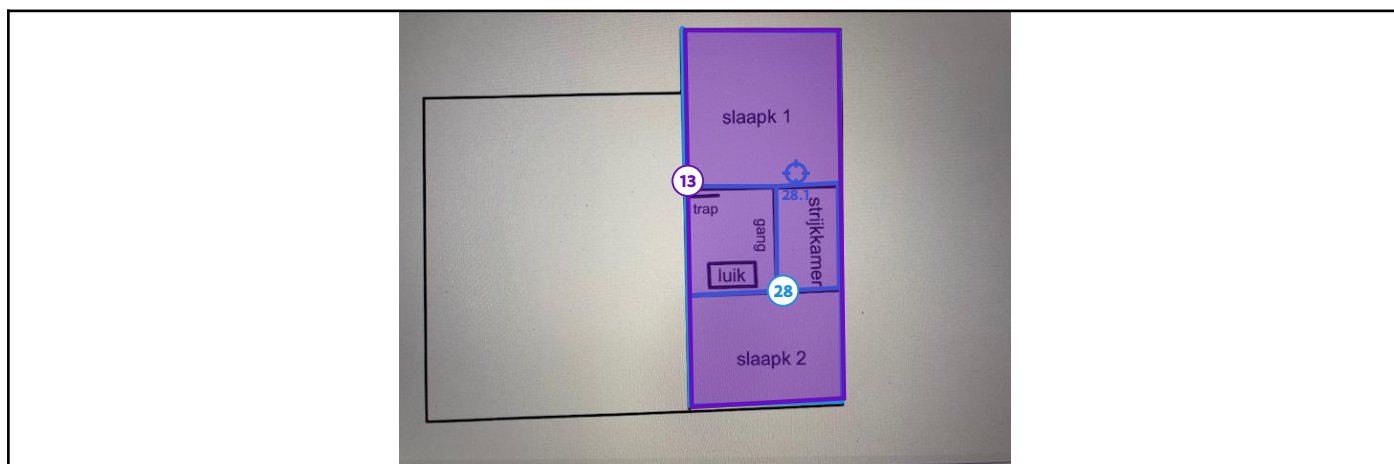 slaapk 1
13
28.1
trap
gang
strijkkamer
luik
28
slaapk 2